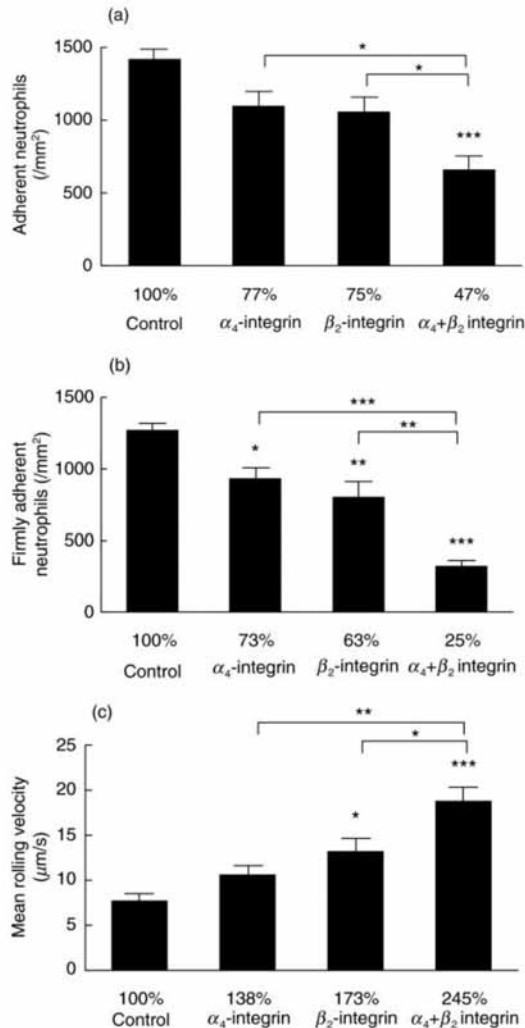 (a)
Adherent neutrophils
(/mm²)
1500
1000
500
0
*
*
***
100% 77% 75% 47%
Control α₄-integrin β₂-integrin α₄+β₂ integrin
(b)
Firmly adherent
neutrophils (/mm²)
1500
1000
500
0
***
**
*
**
***
100% 73% 63% 25%
Control α₄-integrin β₂-integrin α₄+β₂ integrin
(c)
Mean rolling velocity
(μm/s)
25
20
15
10
5
0
**
*
***
*
100% 138% 173% 245%
Control α₄-integrin β₂-integrin α₄+β₂ integrin